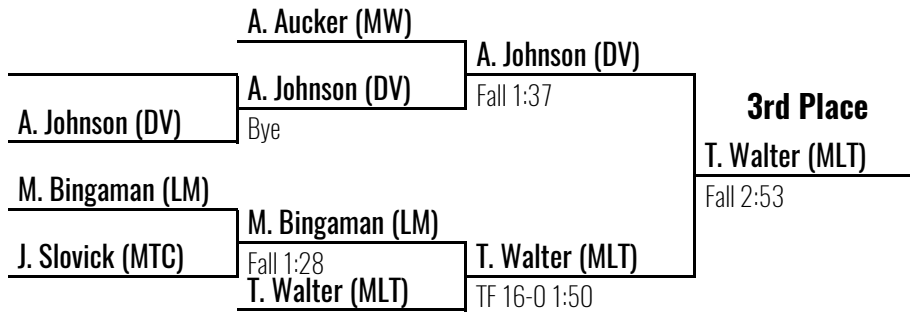 A. Aucker (MW)
A. Johnson (DV)
A. Johnson (DV)
Fall 1:37
3rd Place
A. Johnson (DV)
Bye
T. Walter (MLT)
M. Bingaman (LM)
Fall 2:53
M. Bingaman (LM)
J. Slovick (MTC)
Fall 1:28
T. Walter (MLT)
T. Walter (MLT)
TF 16-0 1:50